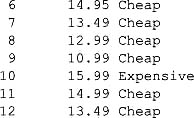 6 14.95 Cheap
7 13.49 Cheap
8 12.99 Cheap
9 10.99 Cheap
10 15.99 Expensive
11 14.99 Cheap
12 13.49 Cheap